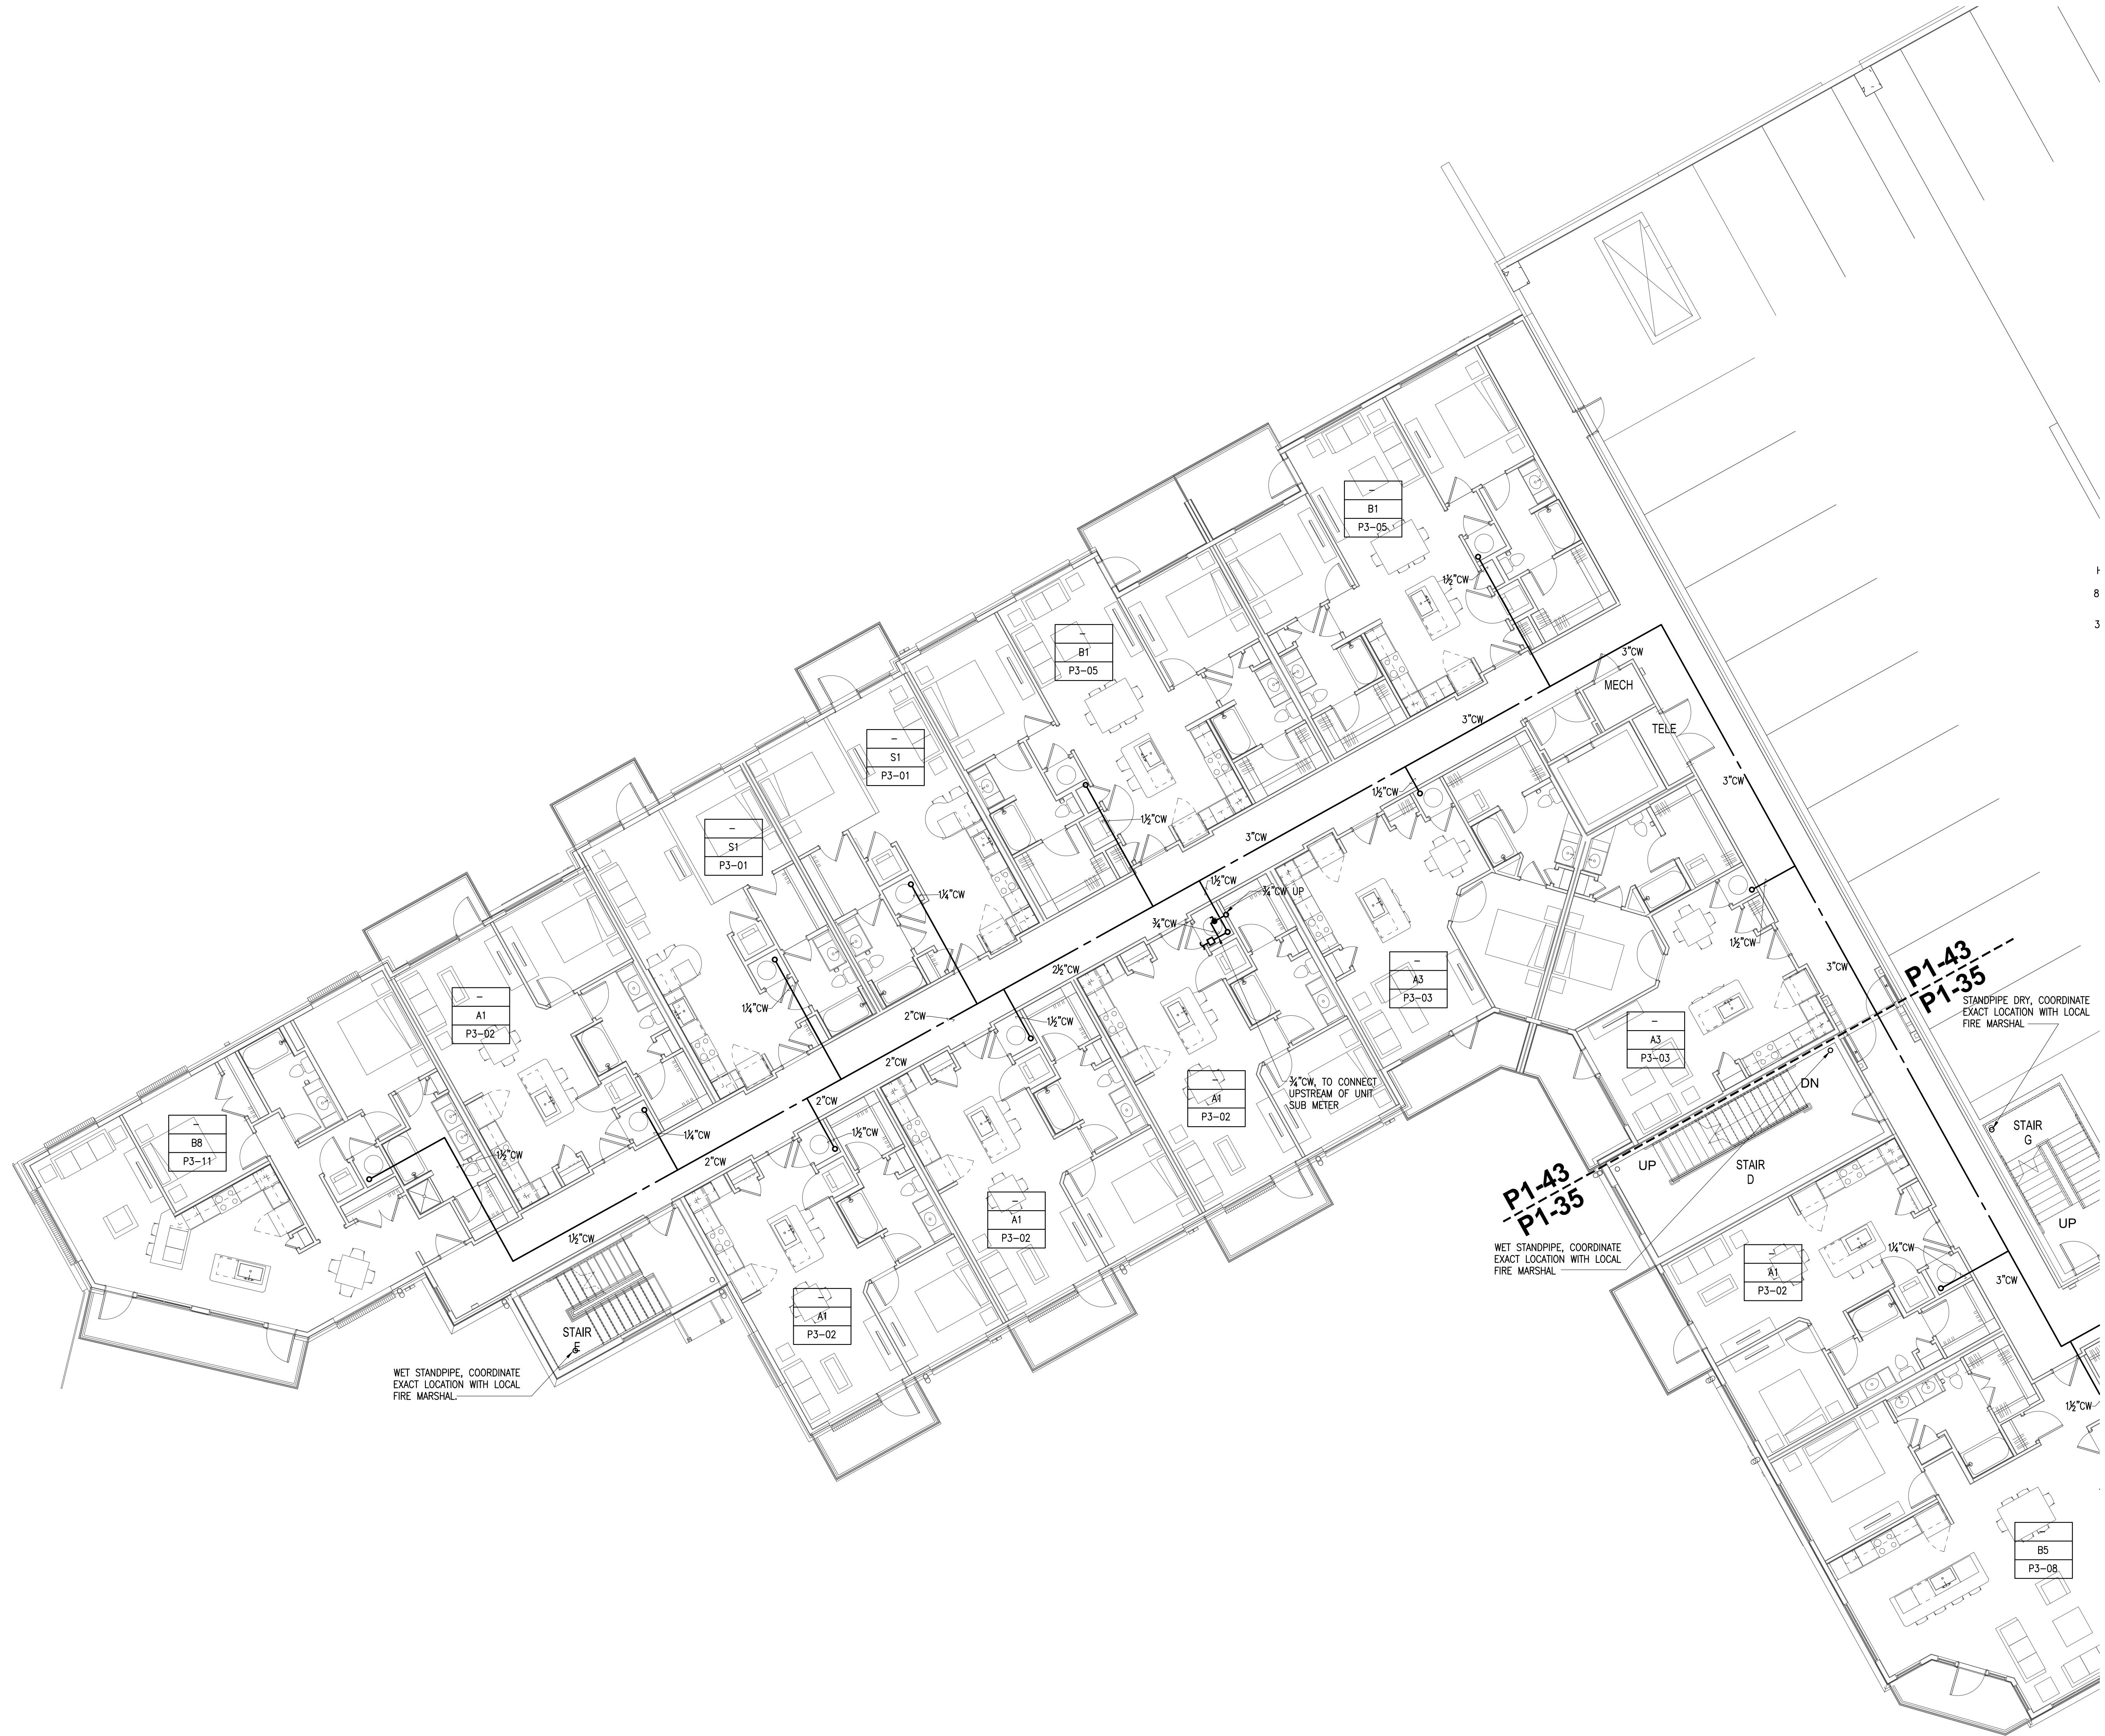 –
B1
P3–05
1½"CW
–
B1
P3–05
1½"CW
3"CW
MECH
TELE
3"CW
3"CW
3"CW
1½"CW
3"CW
–
S1
P3–01
1¼"CW
–
S1
P3–01
1¼"CW
1½"CW
¾"CW UP
¾"CW
2½"CW
2"CW
1½"CW
2"CW
–
A3
P3–03
1½"CW
3"CW
–
A3
P3–03
P1-43
P1-35
STANDPIPE DRY, COORDINATE
EXACT LOCATION WITH LOCAL
FIRE MARSHAL
–
A1
P3–02
1¼"CW
2"CW
1½"CW
2"CW
¾"CW, TO CONNECT
UPSTREAM OF UNIT
SUB METER
–
A1
P3–02
DN
UP
STAIR
D
STAIR
G
UP
–
B8
P3–11
1½"CW
1½"CW
–
A1
P3–02
P1-43
P1-35
WET STANDPIPE, COORDINATE
EXACT LOCATION WITH LOCAL
FIRE MARSHAL
–
A1
P3–02
1¼"CW
3"CW
–
A1
P3–02
STAIR
E
WET STANDPIPE, COORDINATE
EXACT LOCATION WITH LOCAL
FIRE MARSHAL.
1½"CW
–
B5
P3–08
8
3